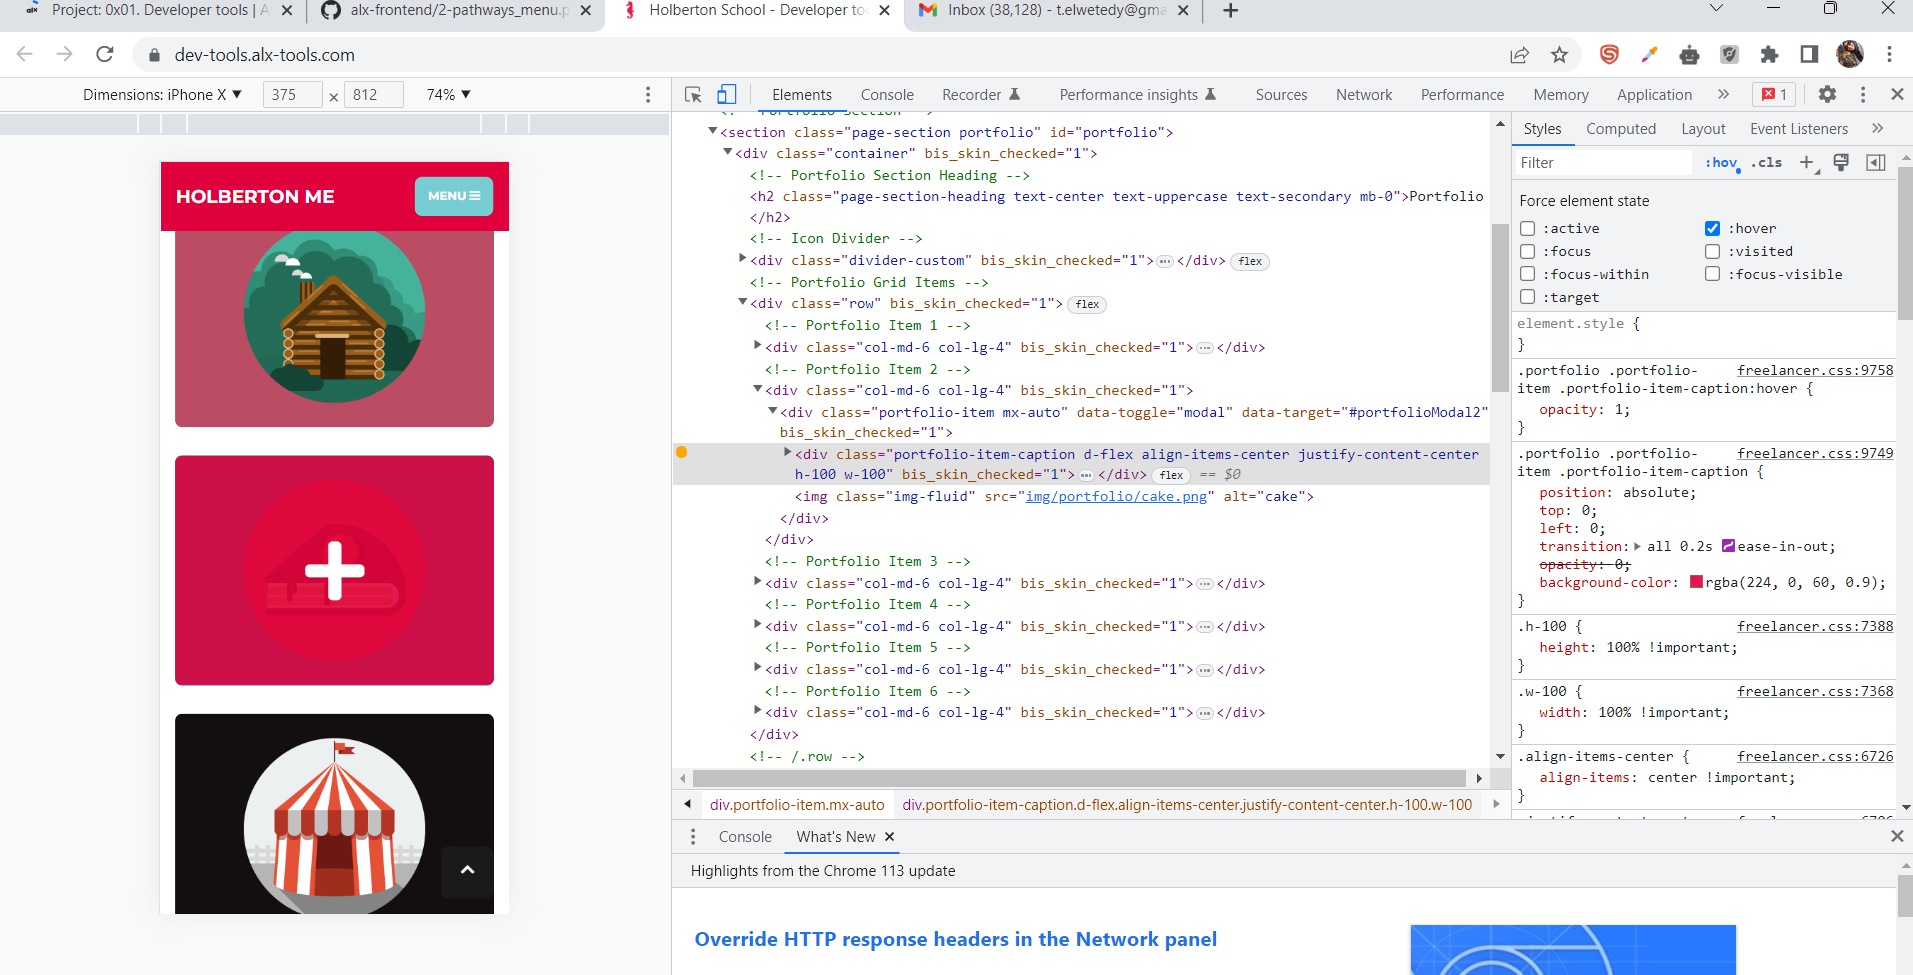 Project: 0x01. Developer tools | A
alx-frontend/2-pathways_menu.p
Holberton School - Developer too
Inbox (38,128) - t.elwetedy@gma
dev-tools.alx-tools.com
Dimensions: iPhone X ▼ 375 × 812 74% ▼
HOLBERTON ME
MENU
Elements Console Recorder Performance insights Sources Network Performance Memory Application » 1
<!-- Portfolio Section -->
▼<section class="page-section portfolio" id="portfolio">
▼<div class="container" bis_skin_checked="1">
<!-- Portfolio Section Heading -->
<h2 class="page-section-heading text-center text-uppercase text-secondary mb-0">Portfolio
</h2>
<!-- Icon Divider -->
▶<div class="divider-custom" bis_skin_checked="1">…</div> flex
<!-- Portfolio Grid Items -->
▼<div class="row" bis_skin_checked="1"> flex
<!-- Portfolio Item 1 -->
▶<div class="col-md-6 col-lg-4" bis_skin_checked="1">…</div>
<!-- Portfolio Item 2 -->
▼<div class="col-md-6 col-lg-4" bis_skin_checked="1">
▼<div class="portfolio-item mx-auto" data-toggle="modal" data-target="#portfolioModal2"
bis_skin_checked="1">
▶<div class="portfolio-item-caption d-flex align-items-center justify-content-center
h-100 w-100" bis_skin_checked="1">…</div> flex == $0
<img class="img-fluid" src="img/portfolio/cake.png" alt="cake">
</div>
</div>
<!-- Portfolio Item 3 -->
▶<div class="col-md-6 col-lg-4" bis_skin_checked="1">…</div>
<!-- Portfolio Item 4 -->
▶<div class="col-md-6 col-lg-4" bis_skin_checked="1">…</div>
<!-- Portfolio Item 5 -->
▶<div class="col-md-6 col-lg-4" bis_skin_checked="1">…</div>
<!-- Portfolio Item 6 -->
▶<div class="col-md-6 col-lg-4" bis_skin_checked="1">…</div>
</div>
<!-- /.row -->
div.portfolio-item.mx-auto div.portfolio-item-caption.d-flex.align-items-center.justify-content-center.h-100.w-100
Styles Computed Layout Event Listeners »
Filter :hov .cls +
Force element state
:active :hover
:focus :visited
:focus-within :focus-visible
:target
element.style {
}
.portfolio .portfolio- freelancer.css:9758
item .portfolio-item-caption:hover {
opacity: 1;
}
.portfolio .portfolio- freelancer.css:9749
item .portfolio-item-caption {
position: absolute;
top: 0;
left: 0;
transition: ▶ all 0.2s ease-in-out;
opacity: 0;
background-color: rgba(224, 0, 60, 0.9);
}
.h-100 { freelancer.css:7388
height: 100% !important;
}
.w-100 { freelancer.css:7368
width: 100% !important;
}
.align-items-center { freelancer.css:6726
align-items: center !important;
}
Console What's New ×
Highlights from the Chrome 113 update
Override HTTP response headers in the Network panel